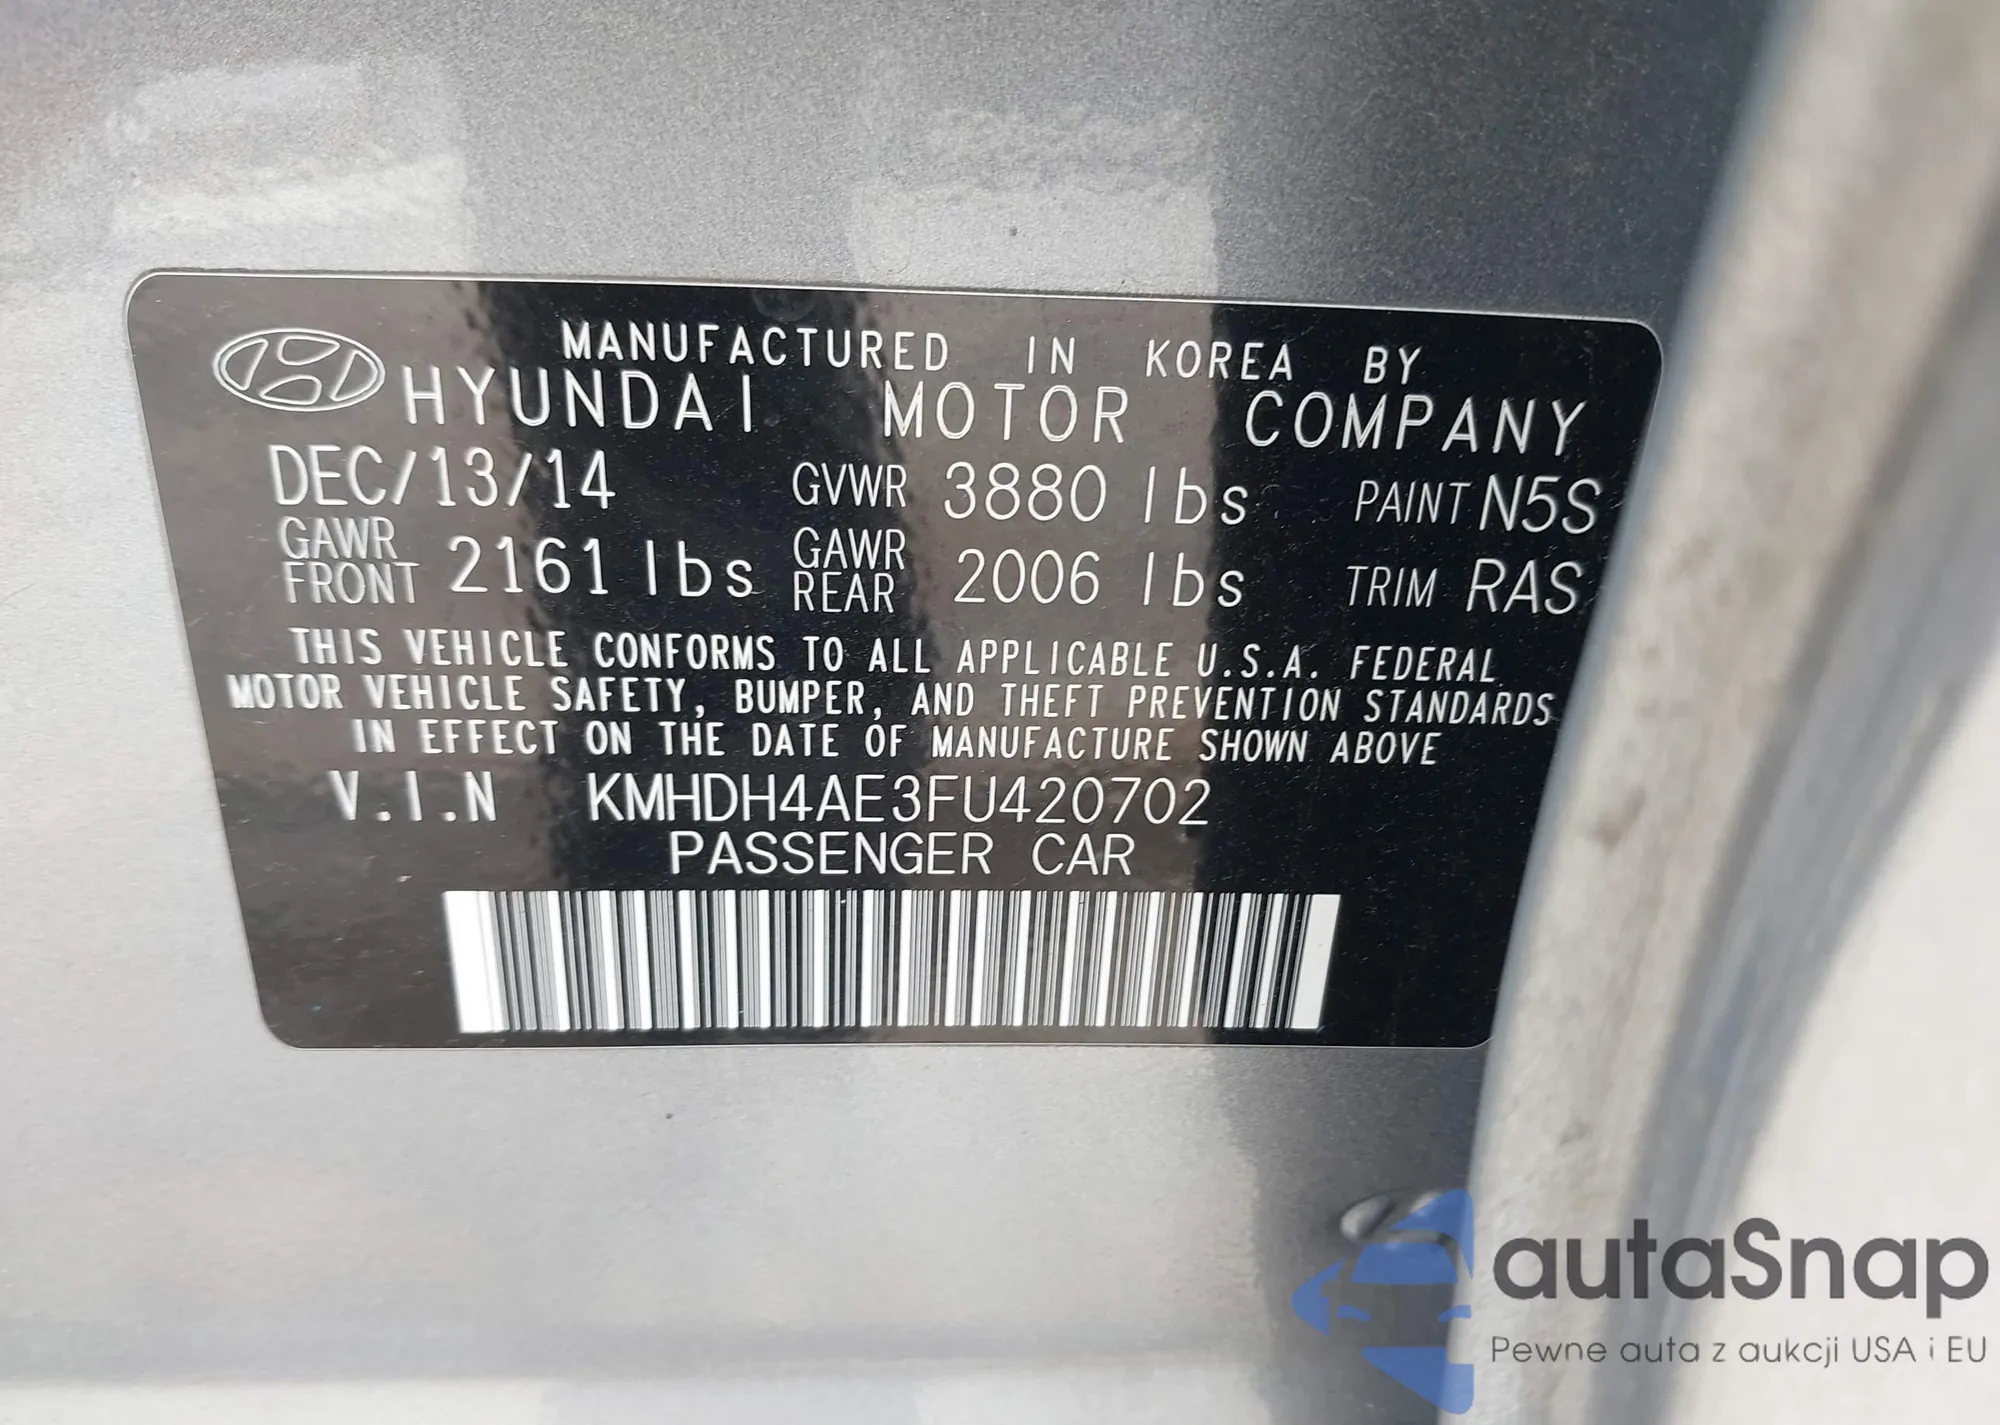 MANUFACTURED IN KOREA BY
HYUNDAI MOTOR COMPANY
DEC/13/14 GVWR 3880 lbs PAINT N5S
GAWR FRONT 2161 lbs GAWR REAR 2006 lbs TRIM RAS
THIS VEHICLE CONFORMS TO ALL APPLICABLE U.S.A. FEDERAL
MOTOR VEHICLE SAFETY, BUMPER, AND THEFT PREVENTION STANDARDS
IN EFFECT ON THE DATE OF MANUFACTURE SHOWN ABOVE
V.I.N KMHDH4AE3FU420702
PASSENGER CAR
autaSnap
Pewne auta z aukcji USA i EU